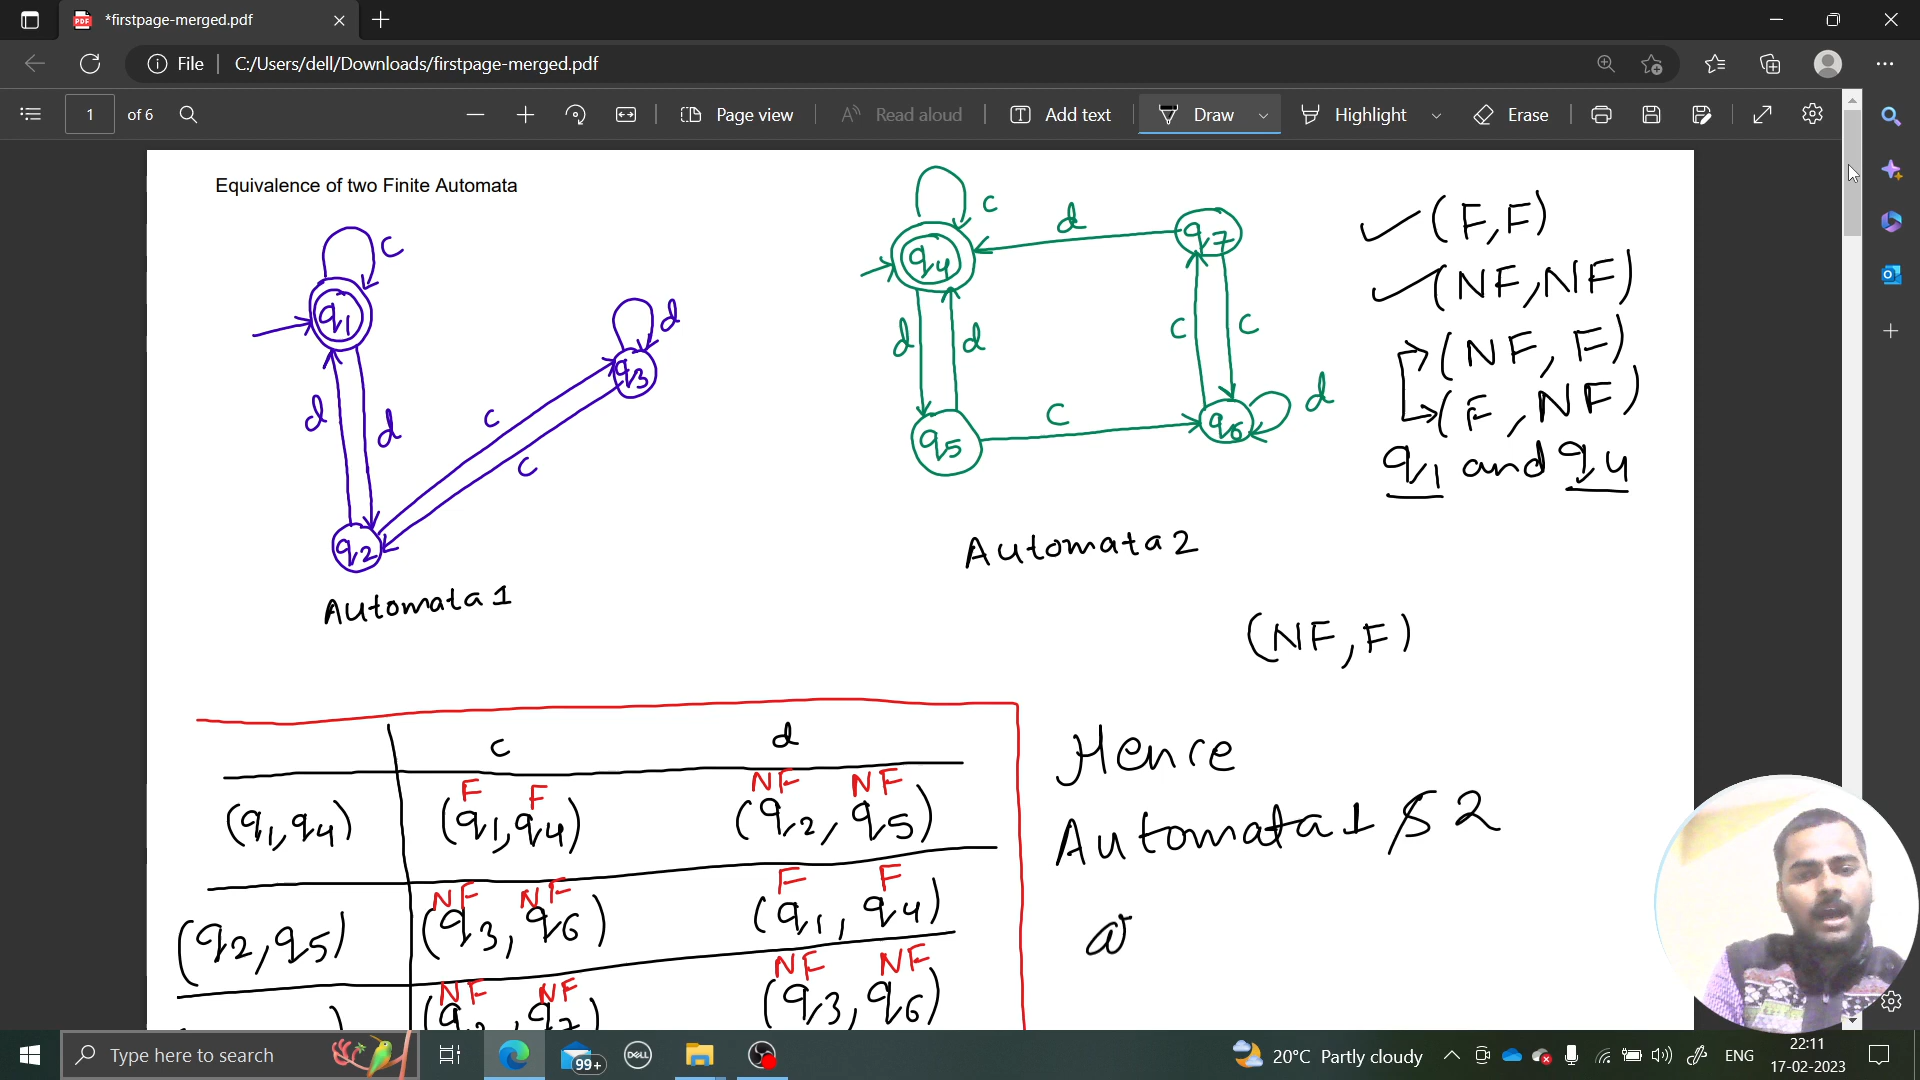 *firstpage-merged.pdf
File C:/Users/dell/Downloads/firstpage-merged.pdf
1 of 6 Page view Read aloud Add text Draw Highlight Erase
Equivalence of two Finite Automata
c
q1
d
d
q2
c
c
q3
d
Automata 1
c
q4
d
q7
d
d
c
c
q5
c
q6
d
Automata 2
(F,F)
(NF,NF)
(NF, F)
(F, NF)
q1 and q4
(NF,F)
c d
F F NF NF
(q1,q4) (q1,q4) (q2,q5)
NF NF F F
(q2,q5) (q3,q6) (q1,q4)
NF NF NF NF
(q3,q6)
Hence
Automata 1 & 2
a
Type here to search
99+
DELL
20°C Partly cloudy
ENG
22:11
17-02-2023